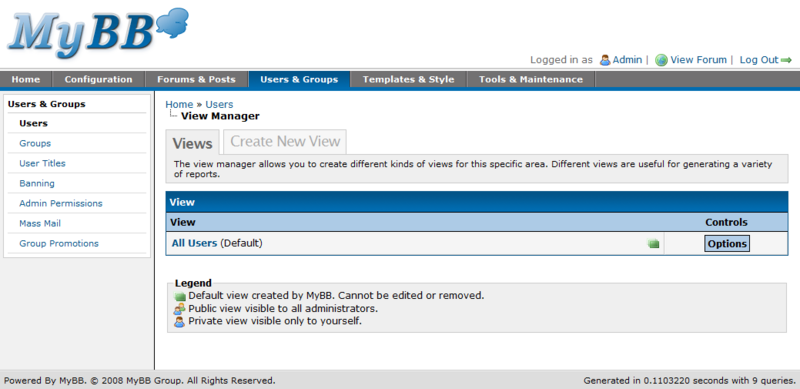 MyBB
Logged in as Admin | View Forum | Log Out
Home Configuration Forums & Posts Users & Groups Templates & Style Tools & Maintenance
Users & Groups
Users
Groups
User Titles
Banning
Admin Permissions
Mass Mail
Group Promotions
Home » Users
View Manager
Views Create New View
The view manager allows you to create different kinds of views for this specific area. Different views are useful for generating a variety
of reports.
View
View Controls
All Users (Default) Options
Legend
Default view created by MyBB. Cannot be edited or removed.
Public view visible to all administrators.
Private view visible only to yourself.
Powered By MyBB. © 2008 MyBB Group. All Rights Reserved. Generated in 0.1103220 seconds with 9 queries.